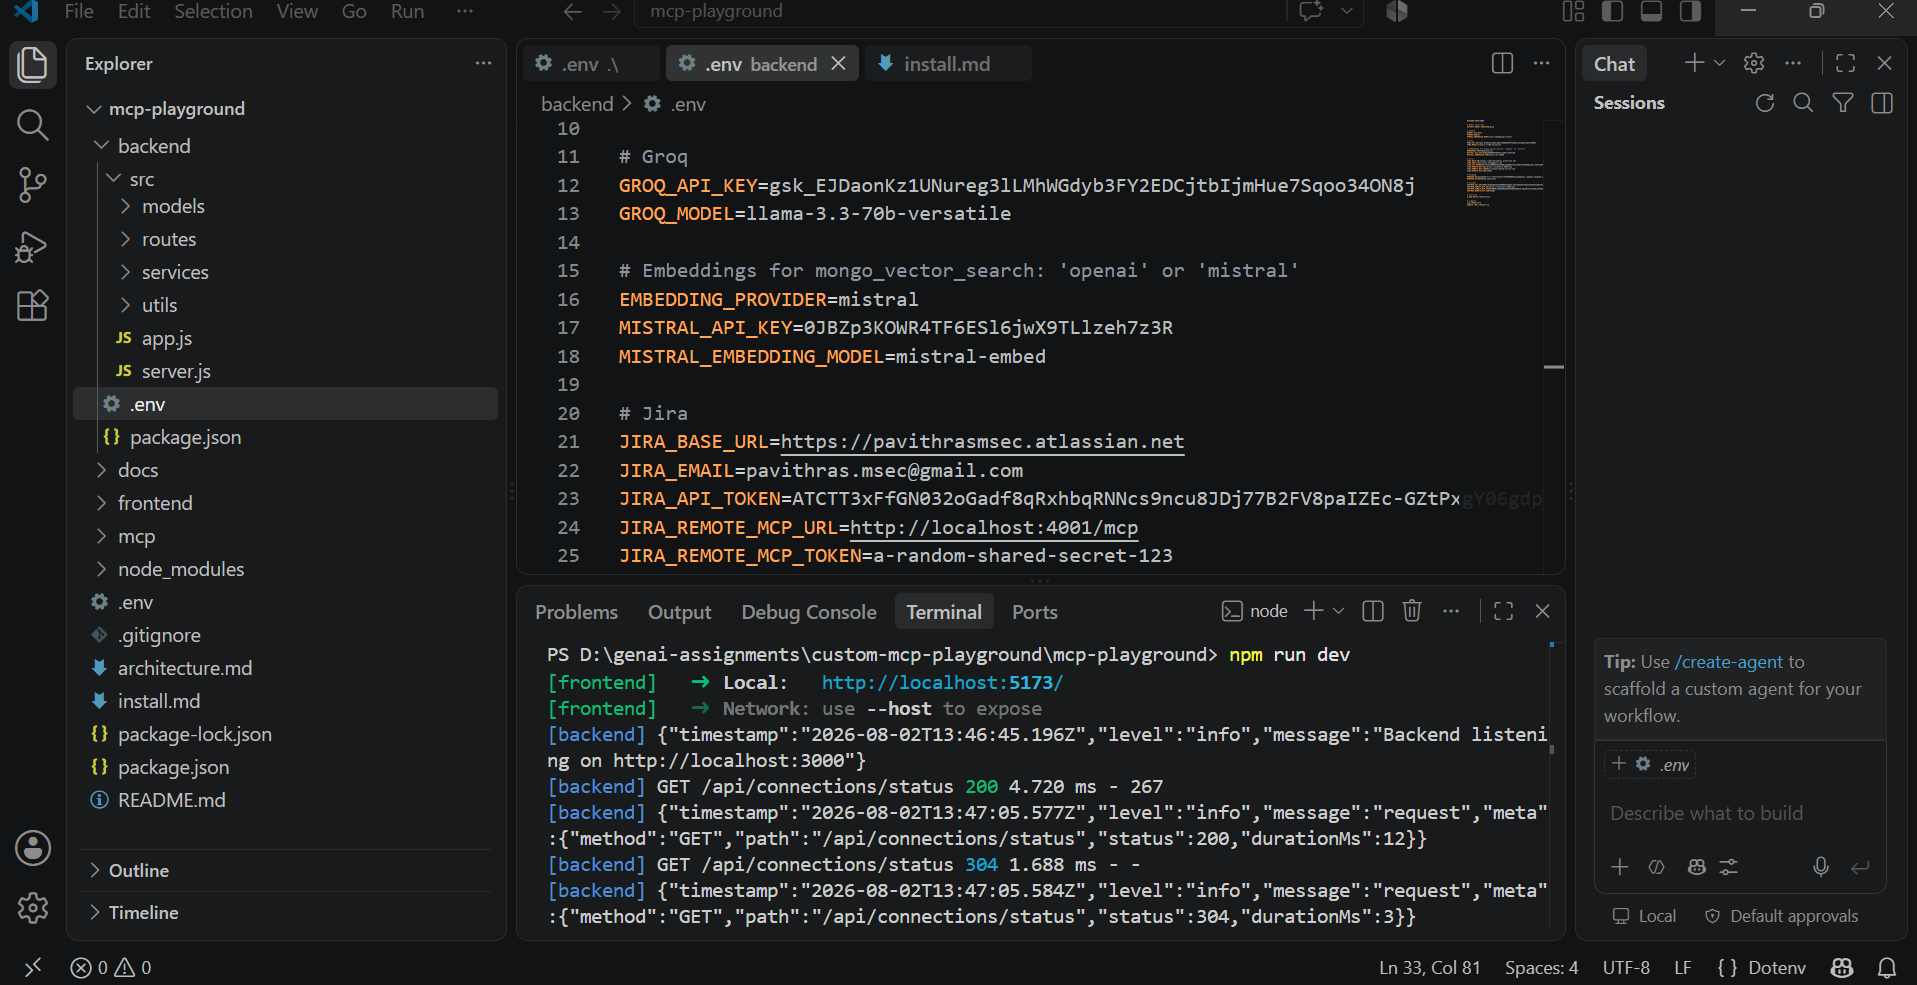 File Edit Selection View Go Run ··· mcp-playground
Explorer ···
mcp-playground
backend
src
models
routes
services
utils
JS app.js
JS server.js
.env
{} package.json
docs
frontend
mcp
node_modules
.env
.gitignore
architecture.md
install.md
{} package-lock.json
{} package.json
README.md
Outline
Timeline
.env .\ .env backend install.md
backend > .env
10
11 # Groq
12 GROQ_API_KEY=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
13 GROQ_MODEL=llama-3.3-70b-versatile
14
15 # Embeddings for mongo_vector_search: 'openai' or 'mistral'
16 EMBEDDING_PROVIDER=mistral
17 MISTRAL_API_KEY=0JBZp3KOWR4TF6ESl6jwX9TLlzeh7z3R
18 MISTRAL_EMBEDDING_MODEL=mistral-embed
19
20 # Jira
21 JIRA_BASE_URL=https://pavithrasmsec.atlassian.net
22 JIRA_EMAIL=pavithras.msec@gmail.com
23 JIRA_API_TOKEN=ATCTT3xFfGN032oGadf8qRxhbqRNNcs9ncu8JDj77B2FV8paIZEc-GZtPxgY06gdp
24 JIRA_REMOTE_MCP_URL=http://localhost:4001/mcp
25 JIRA_REMOTE_MCP_TOKEN=a-random-shared-secret-123
Problems Output Debug Console Terminal Ports node
PS D:\genai-assignments\custom-mcp-playground\mcp-playground> npm run dev
[frontend] ➜ Local: http://localhost:5173/
[frontend] ➜ Network: use --host to expose
[backend] {"timestamp":"2026-08-02T13:46:45.196Z","level":"info","message":"Backend listeni
ng on http://localhost:3000"}
[backend] GET /api/connections/status 200 4.720 ms - 267
[backend] {"timestamp":"2026-08-02T13:47:05.577Z","level":"info","message":"request","meta"
:{"method":"GET","path":"/api/connections/status","status":200,"durationMs":12}}
[backend] GET /api/connections/status 304 1.688 ms - -
[backend] {"timestamp":"2026-08-02T13:47:05.584Z","level":"info","message":"request","meta"
:{"method":"GET","path":"/api/connections/status","status":304,"durationMs":3}}
Chat
Sessions
Tip: Use /create-agent to
scaffold a custom agent for your
workflow.
.env
Describe what to build
Local Default approvals
0 0 Ln 33, Col 81 Spaces: 4 UTF-8 LF {} Dotenv